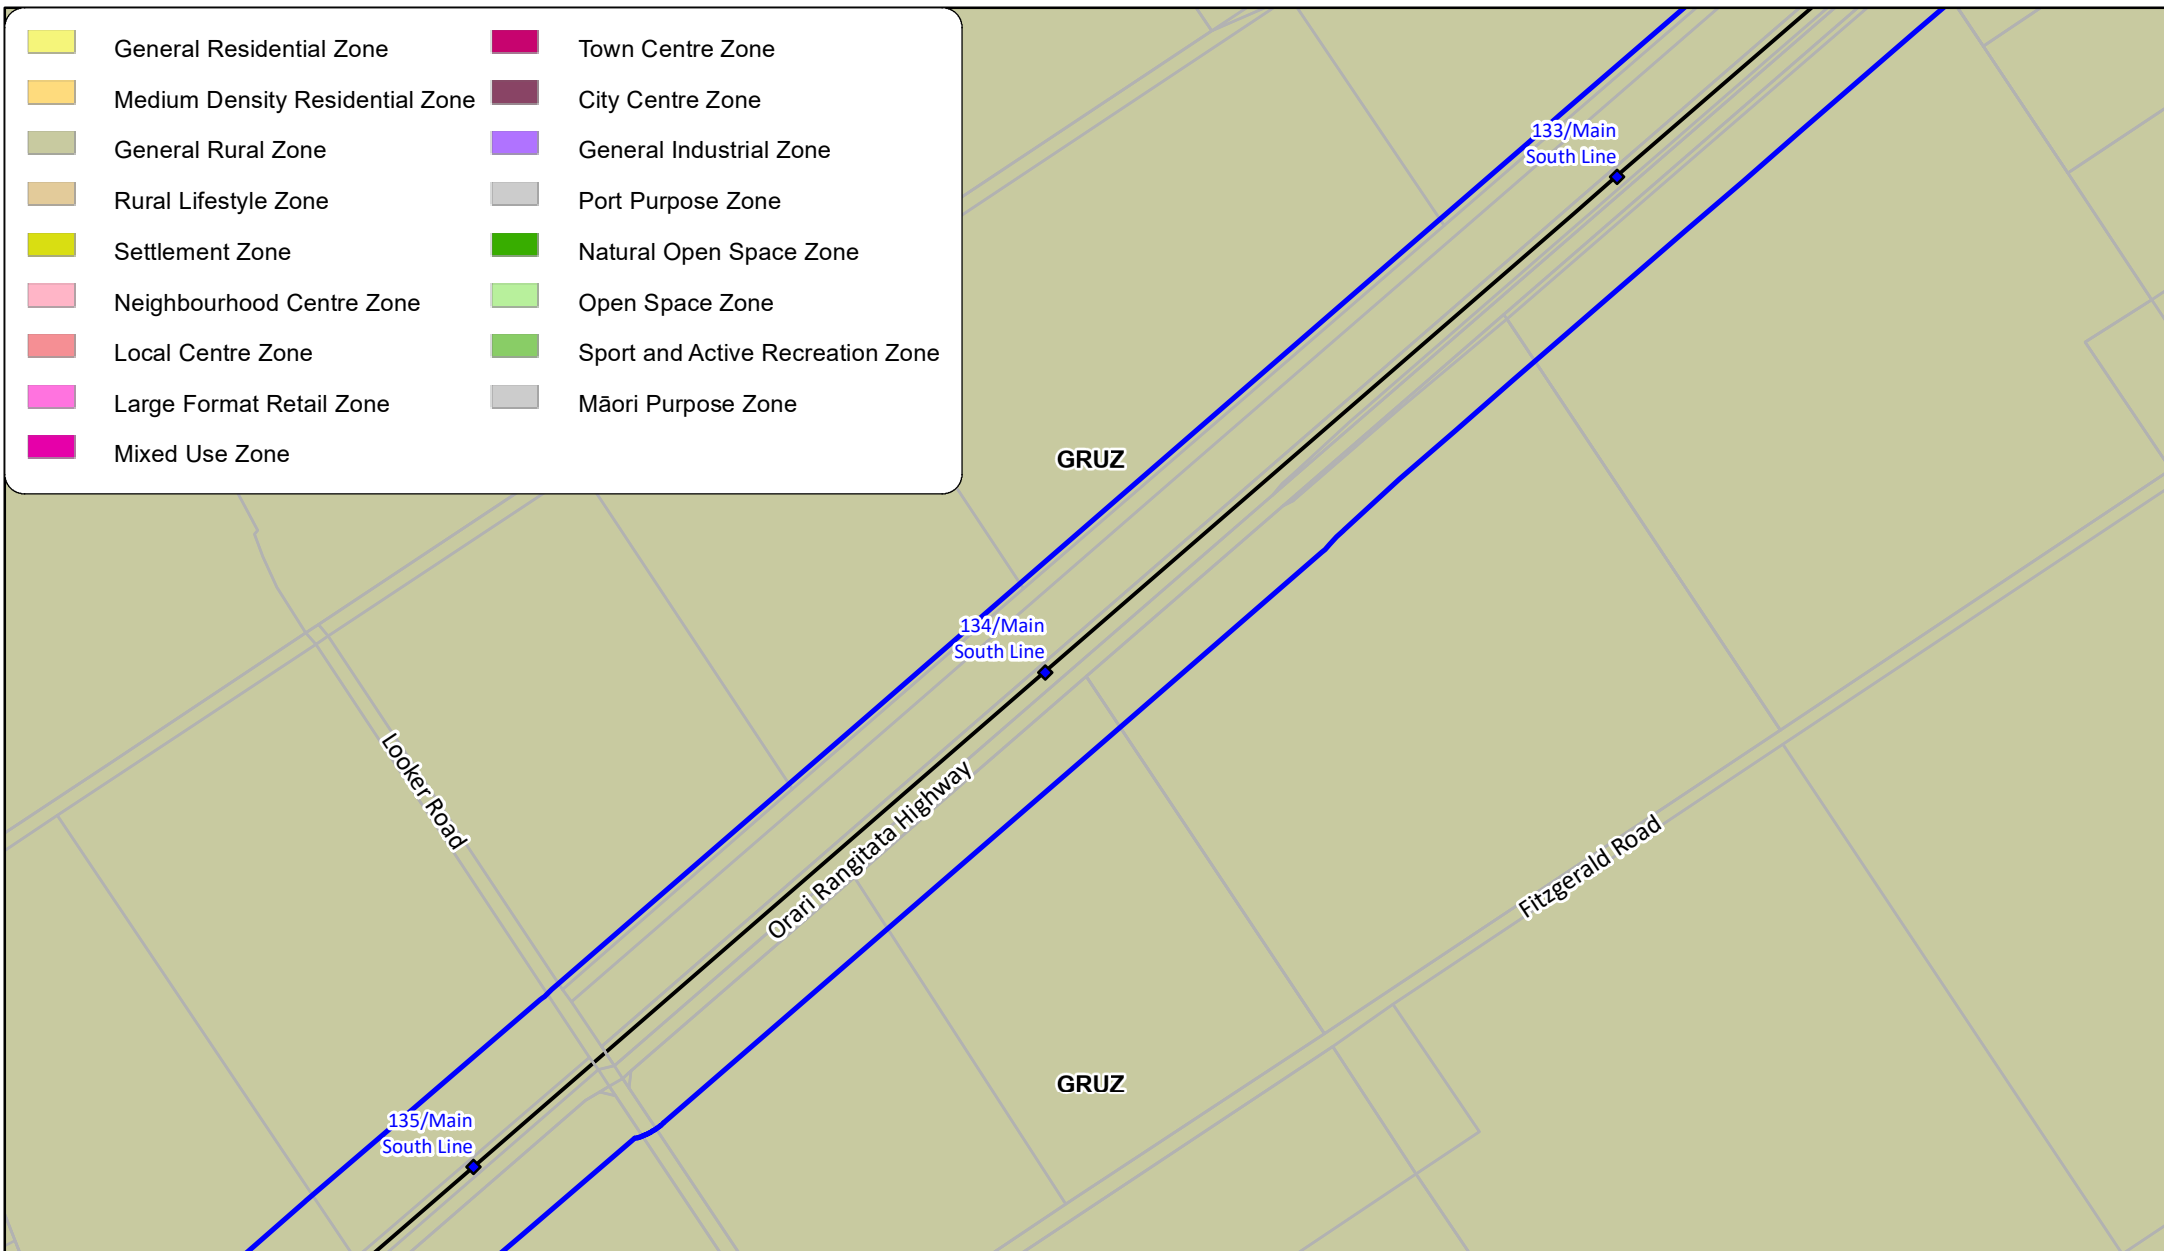 General Residential Zone
Medium Density Residential Zone
General Rural Zone
Rural Lifestyle Zone
Settlement Zone
Neighbourhood Centre Zone
Local Centre Zone
Large Format Retail Zone
Mixed Use Zone
Town Centre Zone
City Centre Zone
General Industrial Zone
Port Purpose Zone
Natural Open Space Zone
Open Space Zone
Sport and Active Recreation Zone
Māori Purpose Zone
133/Main
South Line
GRUZ
134/Main
South Line
Looker Road
Orari Rangitata Highway
Fitzgerald Road
GRUZ
135/Main
South Line